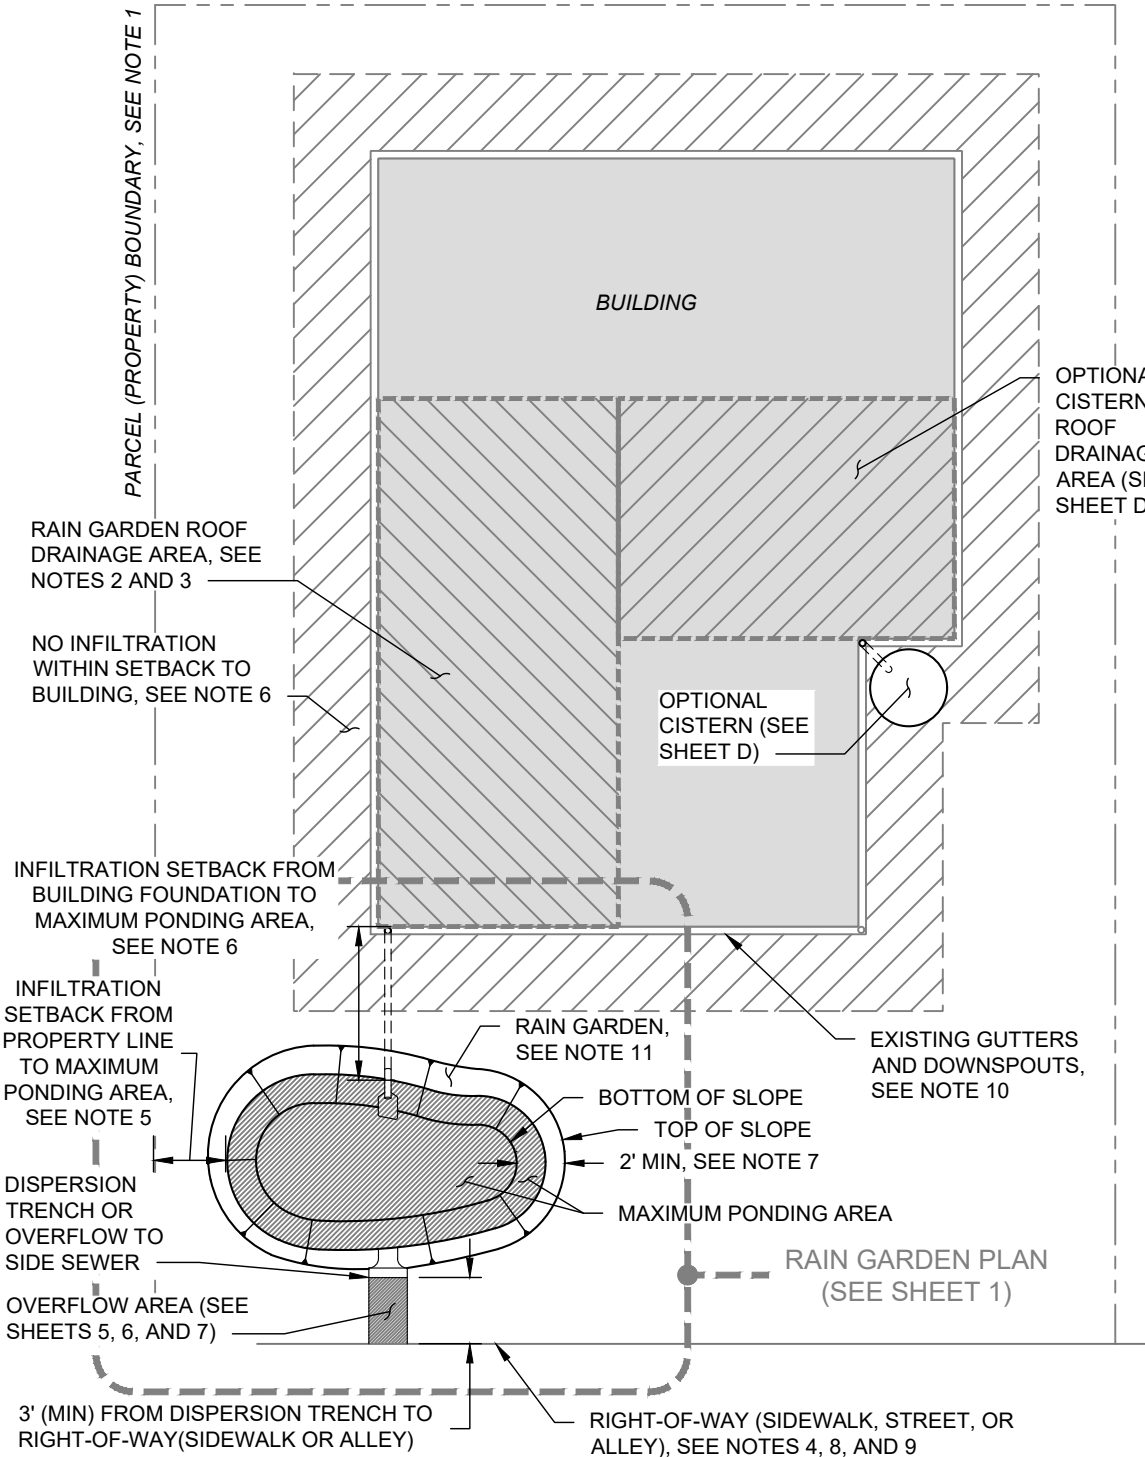 PARCEL (PROPERTY) BOUNDARY, SEE NOTE 1
BUILDING
OPTIONA
CISTERN
ROOF
DRAINAG
AREA (S
SHEET D
RAIN GARDEN ROOF
DRAINAGE AREA, SEE
NOTES 2 AND 3
NO INFILTRATION
WITHIN SETBACK TO
BUILDING, SEE NOTE 6
OPTIONAL
CISTERN (SEE
SHEET D)
INFILTRATION SETBACK FROM
BUILDING FOUNDATION TO
MAXIMUM PONDING AREA,
SEE NOTE 6
INFILTRATION
SETBACK FROM
PROPERTY LINE
TO MAXIMUM
PONDING AREA,
SEE NOTE 5
RAIN GARDEN,
SEE NOTE 11
EXISTING GUTTERS
AND DOWNSPOUTS,
SEE NOTE 10
BOTTOM OF SLOPE
TOP OF SLOPE
2' MIN, SEE NOTE 7
MAXIMUM PONDING AREA
DISPERSION
TRENCH OR
OVERFLOW TO
SIDE SEWER
RAIN GARDEN PLAN
(SEE SHEET 1)
OVERFLOW AREA (SEE
SHEETS 5, 6, AND 7)
3' (MIN) FROM DISPERSION TRENCH TO
RIGHT-OF-WAY(SIDEWALK OR ALLEY)
RIGHT-OF-WAY (SIDEWALK, STREET, OR
ALLEY), SEE NOTES 4, 8, AND 9